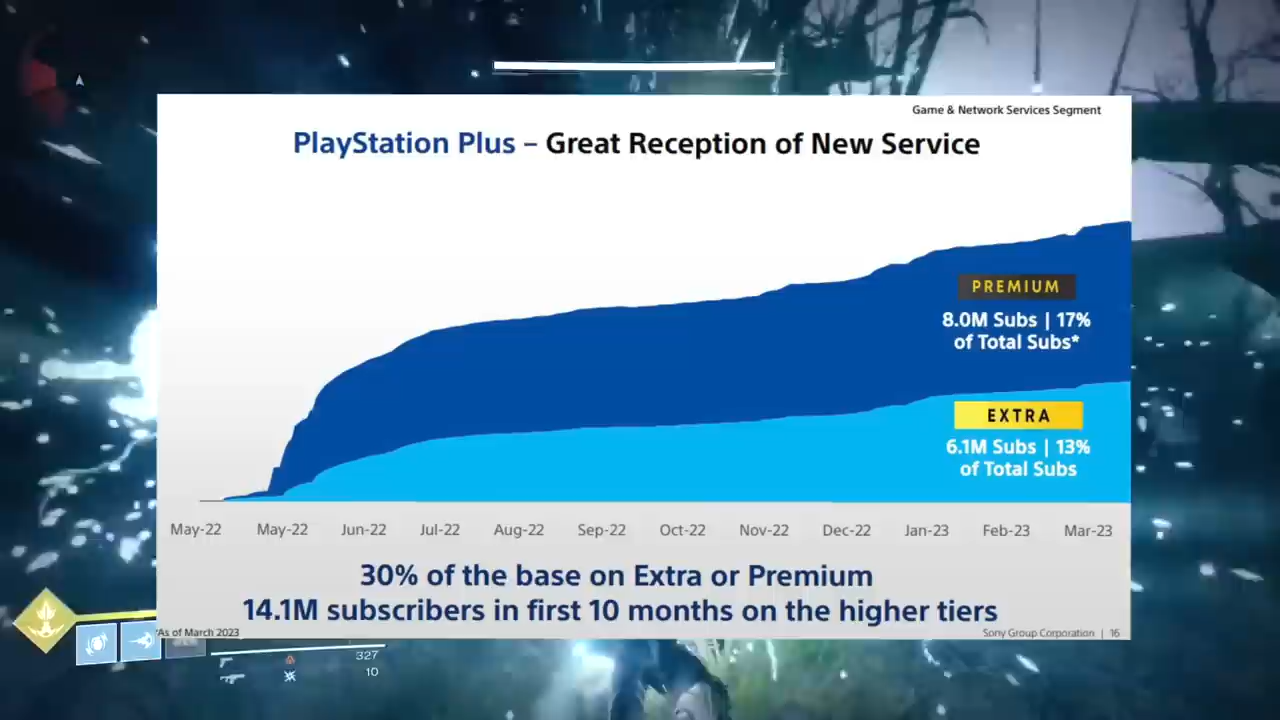 Game & Network Services Segment
PlayStation Plus – Great Reception of New Service
PREMIUM
8.0M Subs | 17%
of Total Subs*
EXTRA
6.1M Subs | 13%
of Total Subs
May-22 May-22 Jun-22 Jul-22 Aug-22 Sep-22 Oct-22 Nov-22 Dec-22 Jan-23 Feb-23 Mar-23
30% of the base on Extra or Premium
14.1M subscribers in first 10 months on the higher tiers
*As of March 2023
Sony Group Corporation | 16
327
10